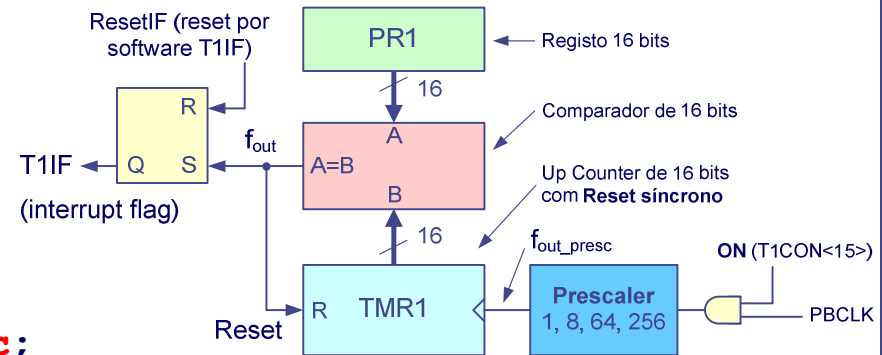 ResetIF (reset por
software T1IF)
PR1
Registo 16 bits
16
R
Comparador de 16 bits
A
fout
T1IF
Q
S
A=B
Up Counter de 16 bits
com Reset síncrono
B
(interrupt flag)
16
fout_presc
ON (T1CON<15>)
R
TMR1
Prescaler
1, 8, 64, 256
PBCLK
Reset
c;